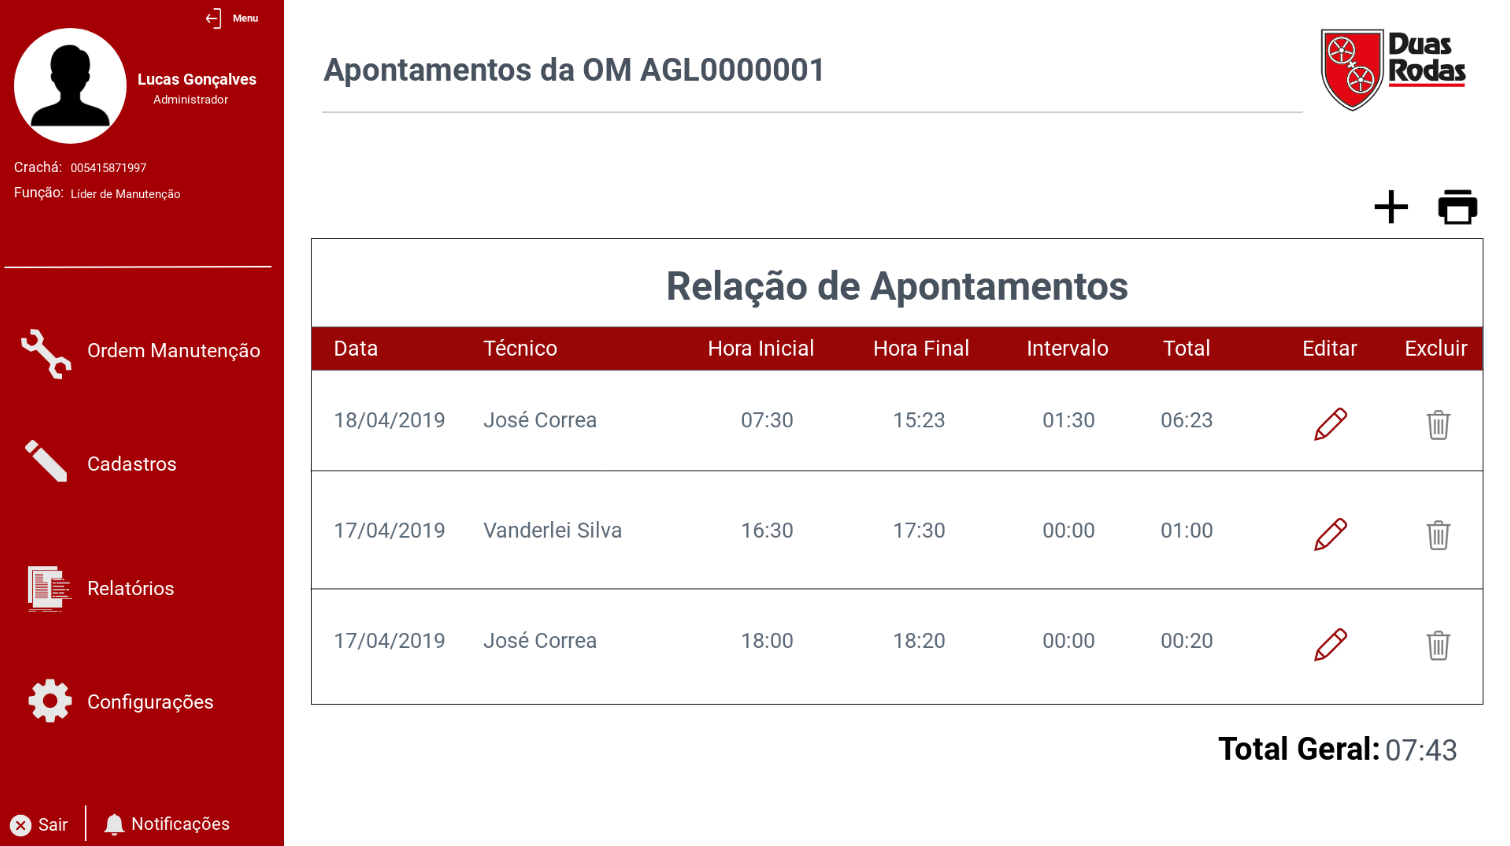 Menu
Lucas Gonçalves
Administrador
Crachá: 005415871997
Função: Líder de Manutenção
Ordem Manutenção
Cadastros
Relatórios
Configurações
Sair
Notificações
Apontamentos da OM AGL0000001
Duas
Rodas
Relação de Apontamentos
Data Técnico Hora Inicial Hora Final Intervalo Total Editar Excluir
18/04/2019 José Correa 07:30 15:23 01:30 06:23
17/04/2019 Vanderlei Silva 16:30 17:30 00:00 01:00
17/04/2019 José Correa 18:00 18:20 00:00 00:20
Total Geral: 07:43